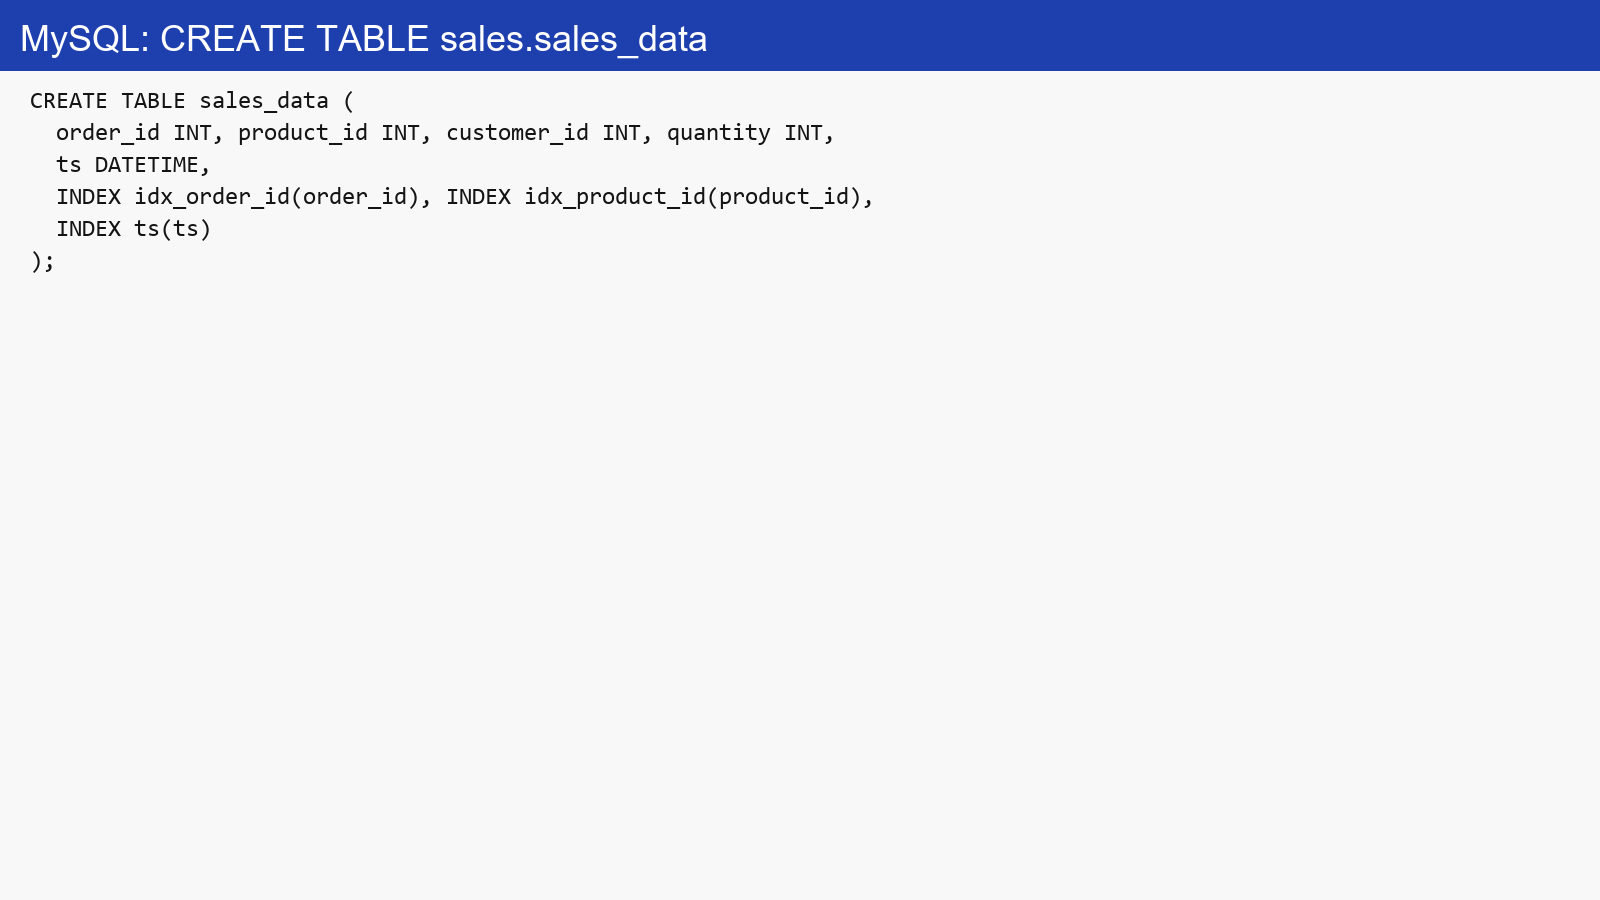 MySQL: CREATE TABLE sales.sales_data
CREATE TABLE sales_data (
  order_id INT, product_id INT, customer_id INT, quantity INT,
  ts DATETIME,
  INDEX idx_order_id(order_id), INDEX idx_product_id(product_id),
  INDEX ts(ts)
);